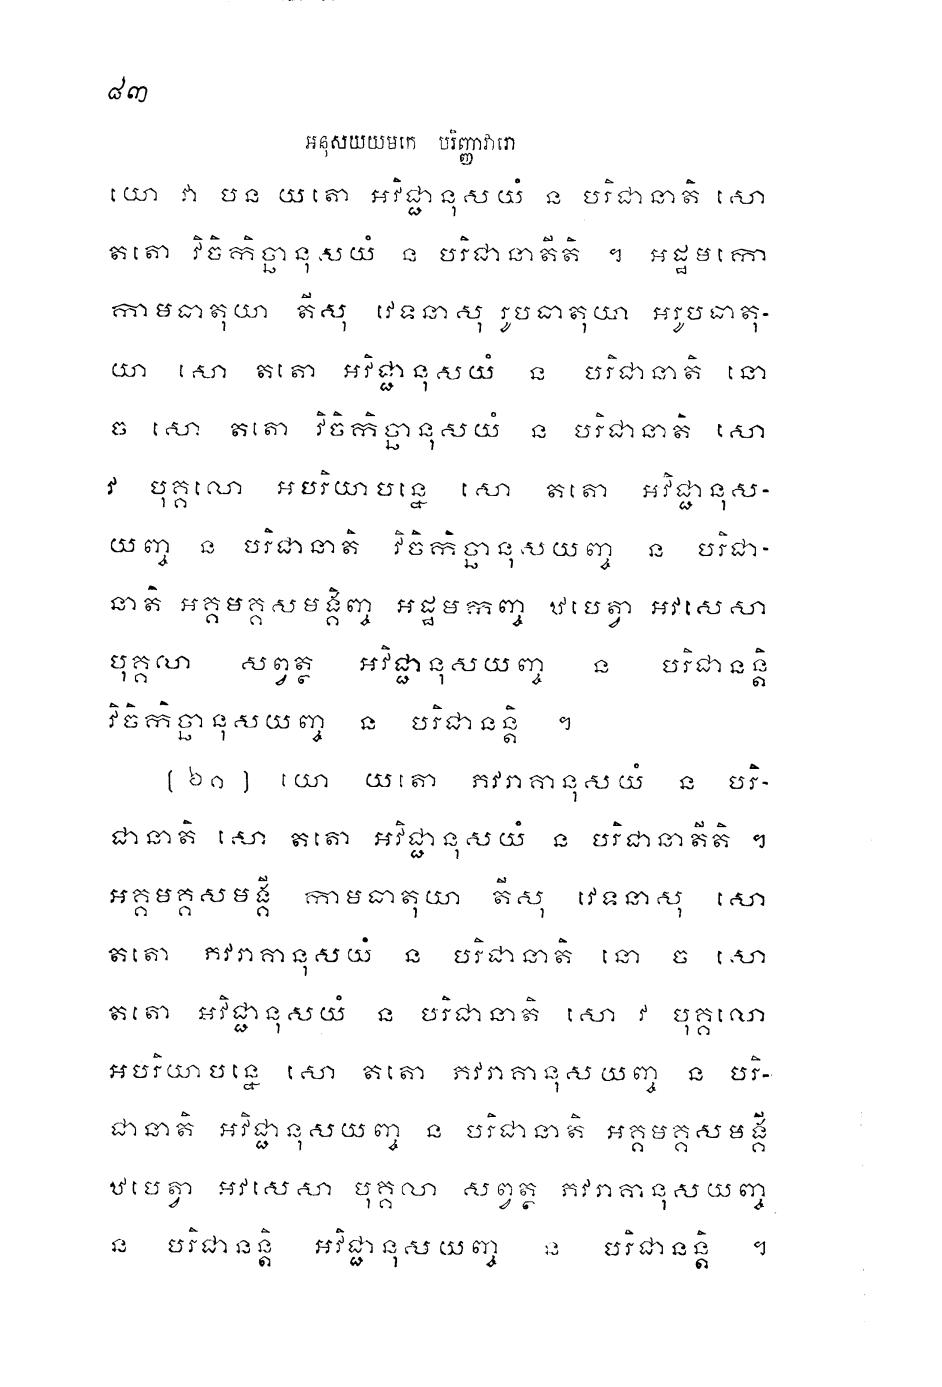 ៨៣
អនុសយយមកេ បរិញ្ញាវារោ
យោ វា បន យតោ អវិជ្ជានុសយំ ន បរិជានាតិ សោ
តតោ វិចិកិច្ឆានុសយំ ន បរិជានាតីតិ ។ អដ្ឋមកោ
កាមធាតុយា តីសុ វេទនាសុ រូបធាតុយា អរូបធាតុ-
យា សោ តតោ អវិជ្ជានុសយំ ន បរិជានាតិ នោ
ច សោ តតោ វិចិកិច្ឆានុសយំ ន បរិជានាតិ សោ
វ បុគ្គលោ អបរិយាបន្នេ សោ តតោ អវិជ្ជានុស-
យញ្ច ន បរិជានាតិ វិចិកិច្ឆានុសយញ្ច ន បរិជា-
នាតិ អគ្គមគ្គសមង្គិញ្ច អដ្ឋមកញ្ច ឋបេត្វា អវសេសា
បុគ្គលា សព្វត្ថ អវិជ្ជានុសយញ្ច ន បរិជានន្តិ
វិចិកិច្ឆានុសយញ្ច ន បរិជានន្តិ ។
[ ៦០ ] យោ យតោ ភវរាគានុសយំ ន បរិ-
ជានាតិ សោ តតោ អវិជ្ជានុសយំ ន បរិជានាតីតិ ។
អគ្គមគ្គសមង្គី កាមធាតុយា តីសុ វេទនាសុ សោ
តតោ ភវរាគានុសយំ ន បរិជានាតិ នោ ច សោ
តតោ អវិជ្ជានុសយំ ន បរិជានាតិ សោ វ បុគ្គលោ
អបរិយាបន្នេ សោ តតោ ភវរាគានុសយញ្ច ន បរិ-
ជានាតិ អវិជ្ជានុសយញ្ច ន បរិជានាតិ អគ្គមគ្គសមង្គី
ឋបេត្វា អវសេសា បុគ្គលា សព្វត្ថ ភវរាគានុសយញ្ច
ន បរិជានន្តិ អវិជ្ជានុសយញ្ច ន បរិជានន្តិ ។